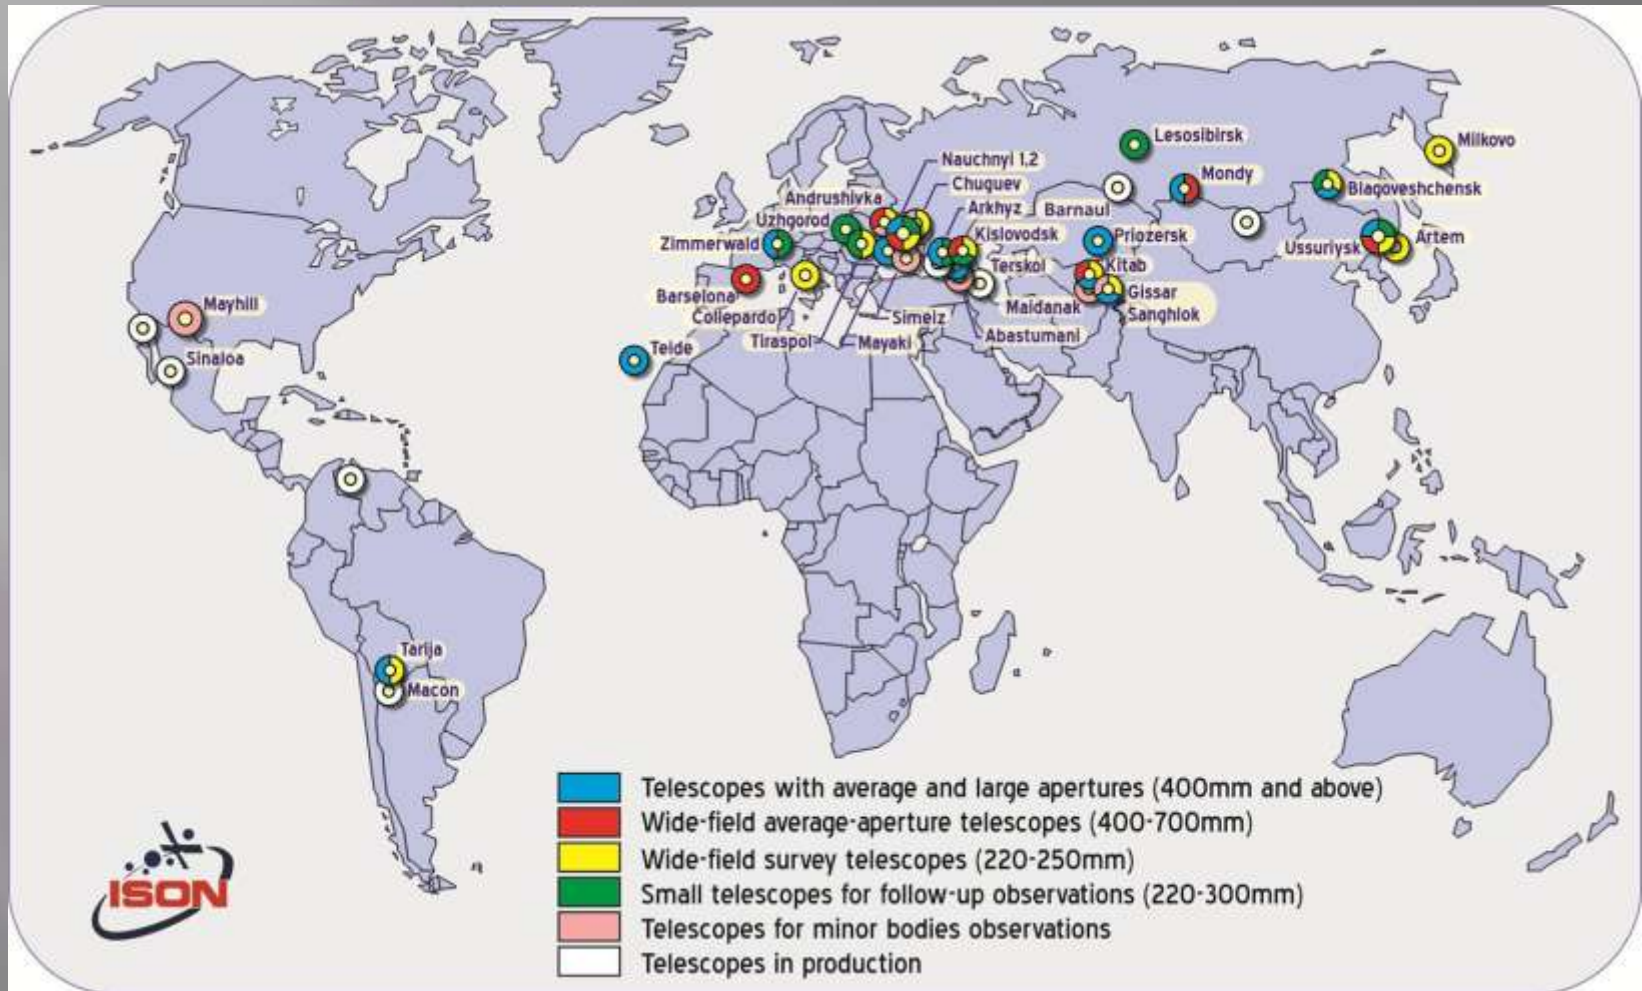 Lesosibirsk
Milkovo
Nauchnyi 1,2
Mondy
Chuguev
Blagoveshchensk
Andrushivka
Arkhyz
Barnaul
Uzhgorod
Kislovodsk
Priozersk
Artem
Zimmerwald
Ussuriysk
Terskol
Kitab
Barselona
Gissar
Mayhill
Maidanak
Sanghlok
Collepardo
Simeiz
Abastumani
Tiraspol
Mayaki
Teide
Sinaloa
Tarija
Macon
Telescopes with average and large apertures (400mm and above)
Wide-field average-aperture telescopes (400-700mm)
Wide-field survey telescopes (220-250mm)
Small telescopes for follow-up observations (220-300mm)
Telescopes for minor bodies observations
Telescopes in production
ISON